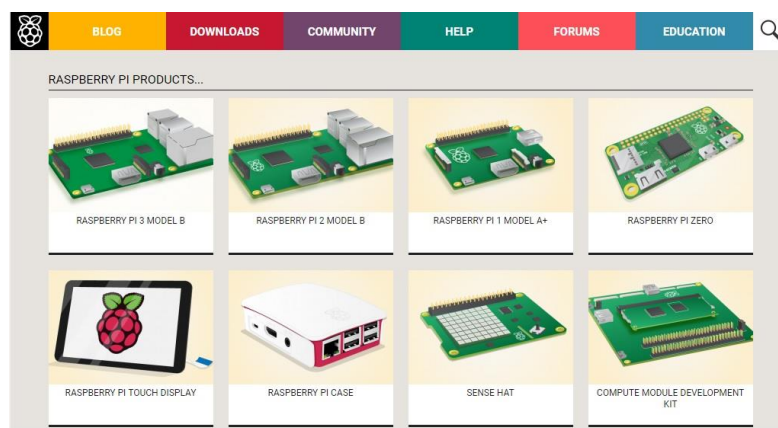 BLOG DOWNLOADS COMMUNITY HELP FORUMS EDUCATION
RASPBERRY PI PRODUCTS...
RASPBERRY PI 3 MODEL B RASPBERRY PI 2 MODEL B RASPBERRY PI 1 MODEL A+ RASPBERRY PI ZERO
RASPBERRY PI TOUCH DISPLAY RASPBERRY PI CASE SENSE HAT COMPUTE MODULE DEVELOPMENT
KIT